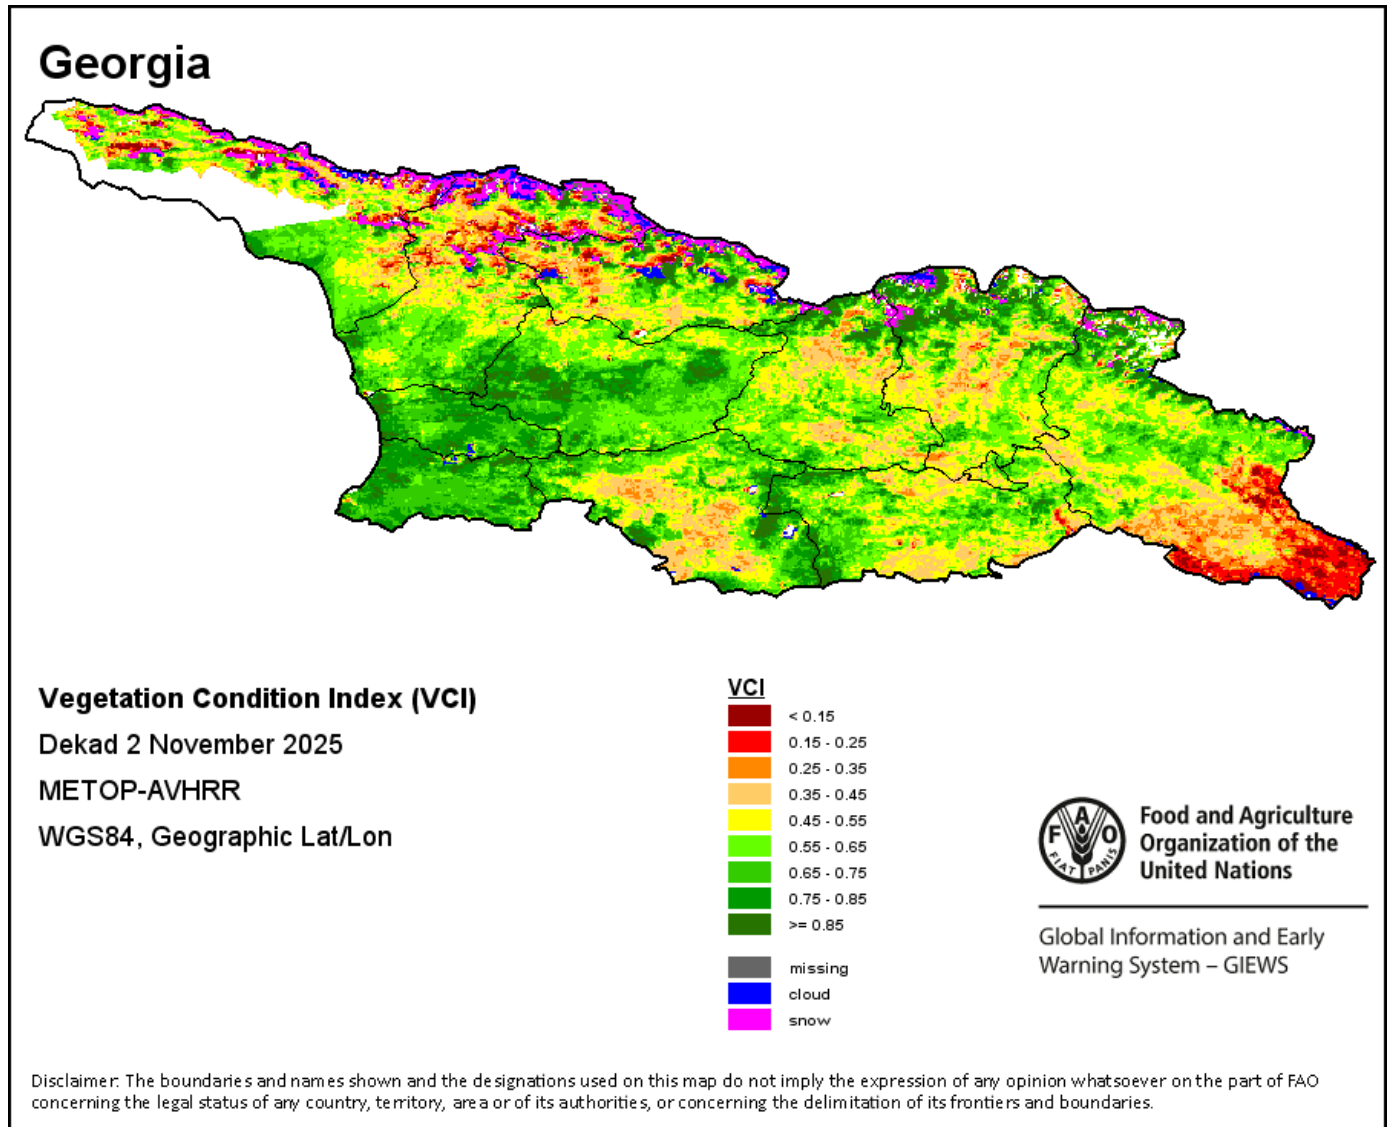 Georgia
Vegetation Condition Index (VCI)
Dekad 2 November 2025
METOP-AVHRR
WGS84, Geographic Lat/Lon
VCI
< 0.15
0.15 - 0.25
0.25 - 0.35
0.35 - 0.45
0.45 - 0.55
0.55 - 0.65
0.65 - 0.75
0.75 - 0.85
>= 0.85
missing
cloud
snow
F A O
FIAT PANIS
Food and Agriculture
Organization of the
United Nations
Global Information and Early
Warning System – GIEWS
Disclaimer: The boundaries and names shown and the designations used on this map do not imply the expression of any opinion whatsoever on the part of FAO
concerning the legal status of any country, territory, area or of its authorities, or concerning the delimitation of its frontiers and boundaries.